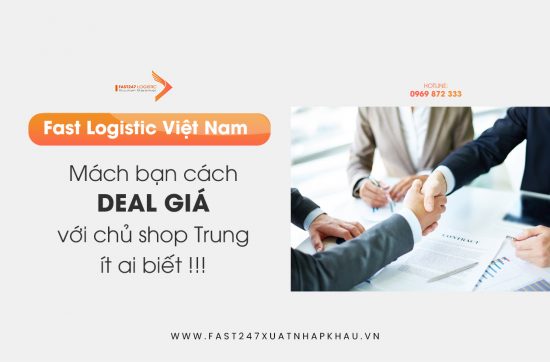 FAST247 LOGISTIC
HOTLINE:
0969 872 333
Fast Logistic Việt Nam
Mách bạn cách
DEAL GIÁ
với chủ shop Trung
ít ai biết !!!
CONTRACT
WWW.FAST247XUATNHAPKHAU.VN